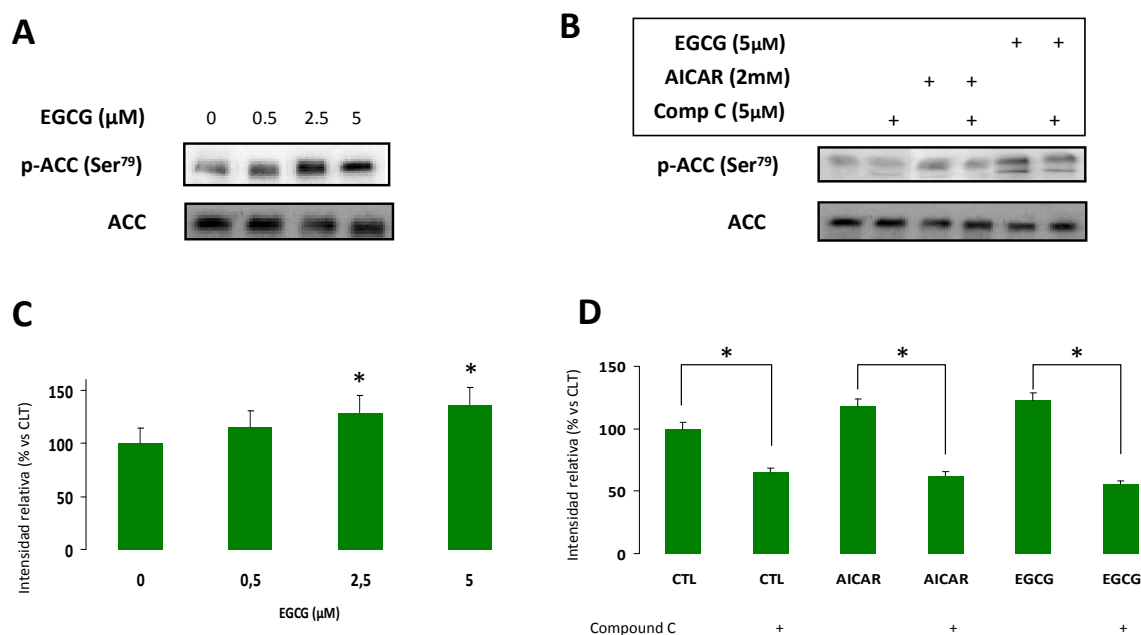 A
EGCG (µM) 0 0.5 2.5 5
p-ACC (Ser⁷⁹)
ACC
B
EGCG (5µM) + +
AICAR (2mM) + +
Comp C (5µM) + + +
p-ACC (Ser⁷⁹)
ACC
C
Intensidad relativa (% vs CLT)
150
100
50
0
* *
0 0,5 2,5 5
EGCG (µM)
D
Intensidad relativa (% vs CLT)
150
100
50
0
* * *
CTL CTL AICAR AICAR EGCG EGCG
Compound C + + +